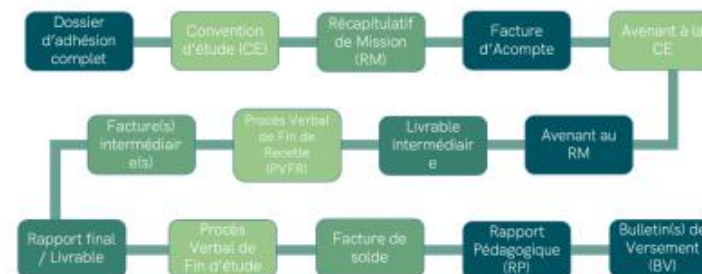 Dossier
d'adhésion
complet
Convention
d'étude (CE)
Récapitulatif
de Mission
(RM)
Facture
d'Acompte
Avenant à la
CE
Facture(s)
intermédiair
e(s)
Procès Verbal
de Fin de
Recette
(PVFR)
Livrable
intermédiair
e
Avenant au
RM
Rapport final
/ Livrable
Procès
Verbal de
Fin d'étude
Facture de
solde
Rapport
Pédagogique
(RP)
Bulletin(s) de
Versement
(BV)